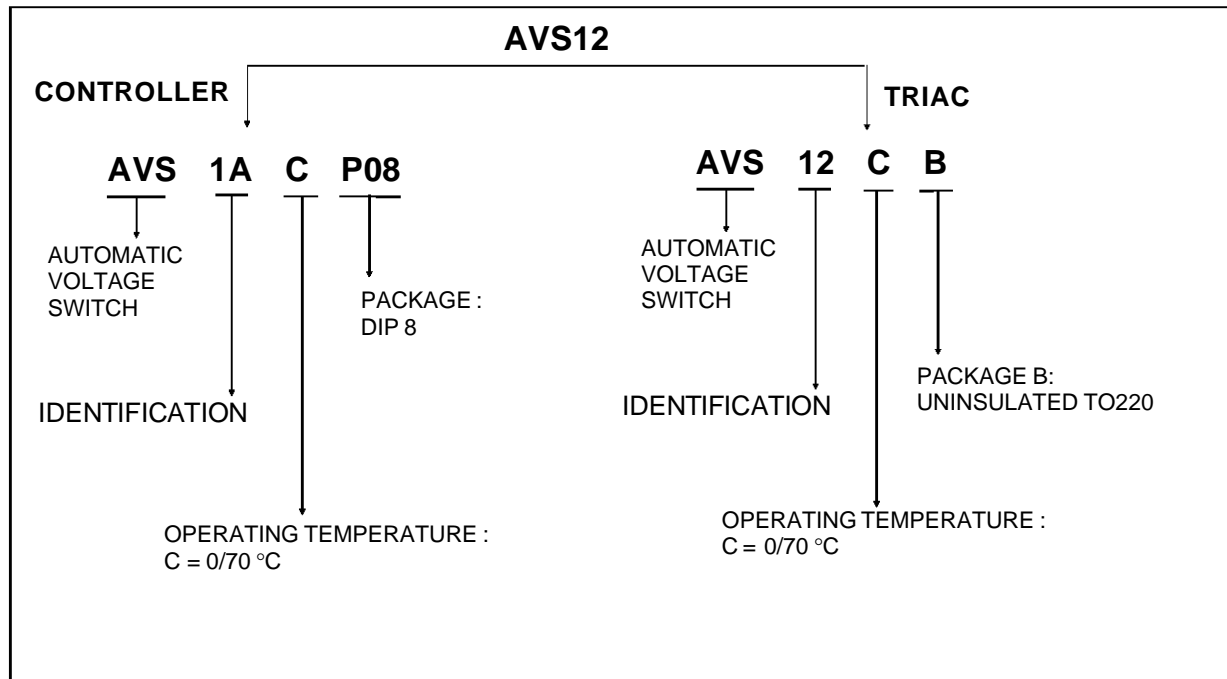 AVS12
CONTROLLER
TRIAC
AVS 1A C P08
AUTOMATIC
VOLTAGE
SWITCH
PACKAGE :
DIP 8
IDENTIFICATION
OPERATING TEMPERATURE :
C = 0/70 °C
AVS 12 C B
AUTOMATIC
VOLTAGE
SWITCH
PACKAGE B:
UNINSULATED TO220
IDENTIFICATION
OPERATING TEMPERATURE :
C = 0/70 °C